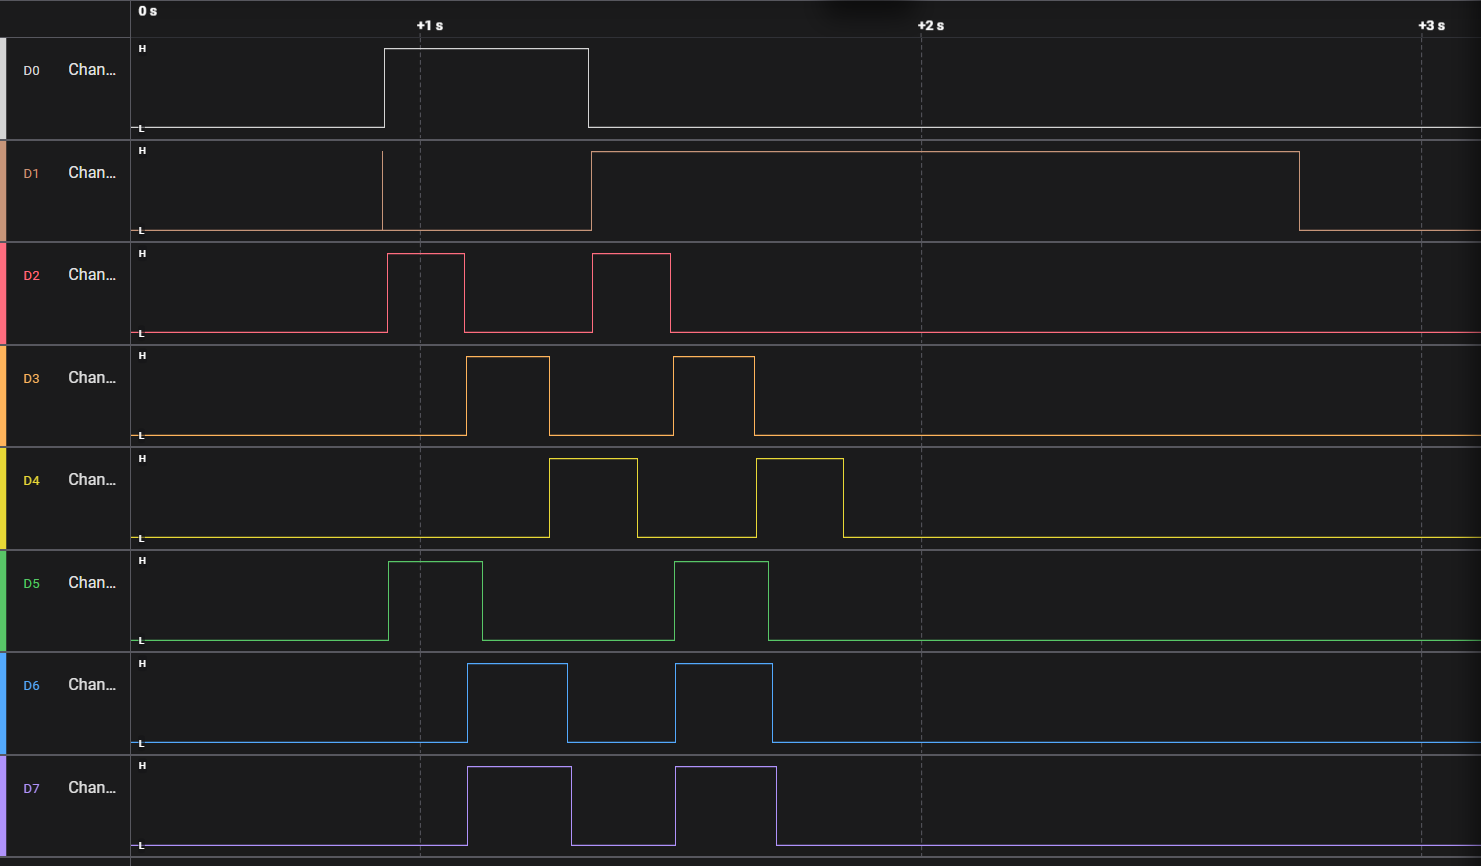 0 s
+1 s +2 s +3 s
H
D0 Chan...
L
H
D1 Chan...
L
H
D2 Chan...
L
H
D3 Chan...
L
H
D4 Chan...
L
H
D5 Chan...
L
H
D6 Chan...
L
H
D7 Chan...
L